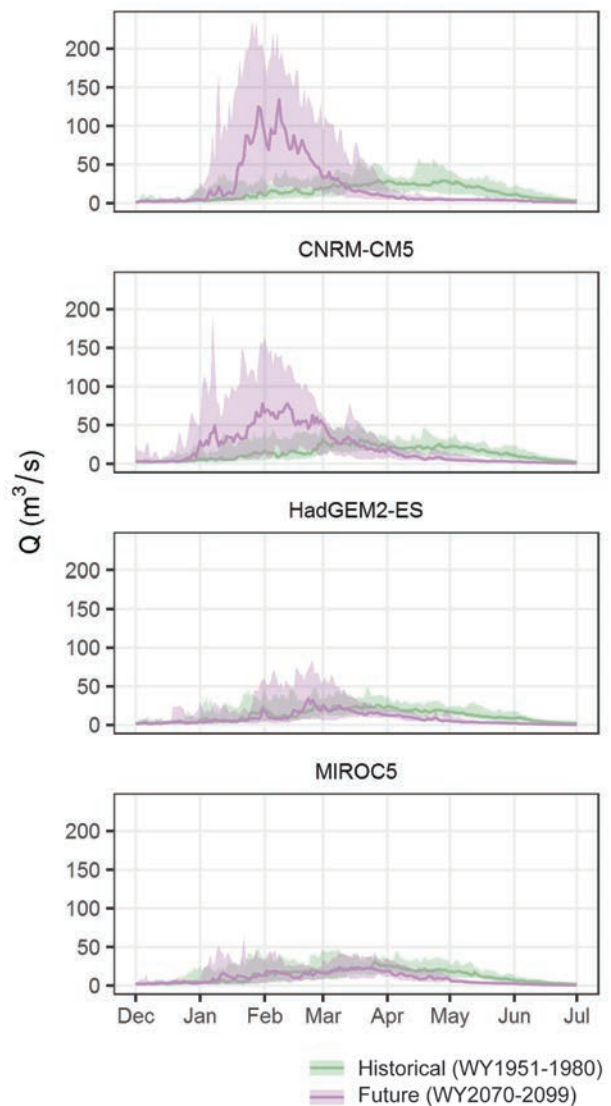 200
150
100
50
0
CNRM-CM5
200
150
100
50
0
HadGEM2-ES
Q (m³/s)
200
150
100
50
0
MIROC5
200
150
100
50
0
Dec Jan Feb Mar Apr May Jun Jul
Historical (WY1951-1980)
Future (WY2070-2099)